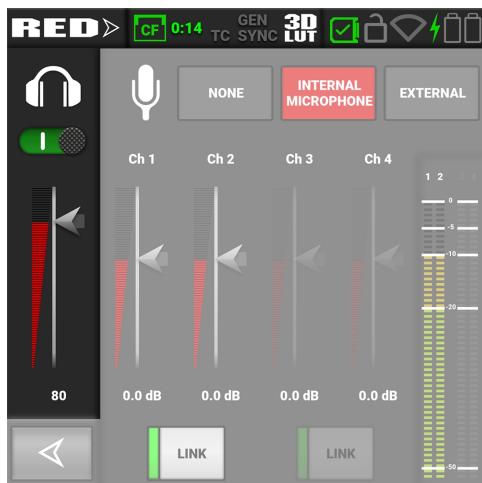 RED
CF 0:14
GEN
TC SYNC
3D
LUT
NONE
INTERNAL
MICROPHONE
EXTERNAL
Ch 1 Ch 2 Ch 3 Ch 4
1 2 3 4
0
-5
-10
-20
-50
80 0.0 dB 0.0 dB 0.0 dB 0.0 dB
LINK LINK